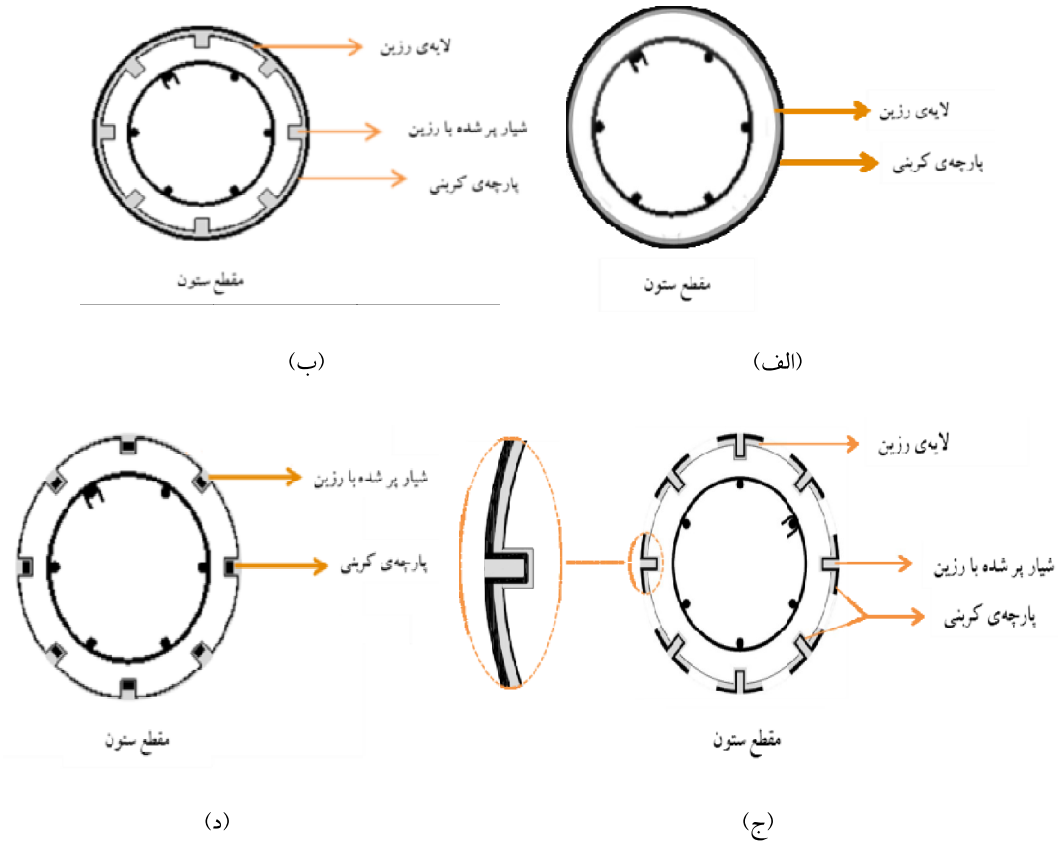 لایه‌ی رزین
پارچه‌ی کربنی
مقطع ستون
(الف)
لایه‌ی رزین
شیار پر شده با رزین
پارچه‌ی کربنی
مقطع ستون
(ب)
لایه‌ی رزین
شیار پر شده با رزین
پارچه‌ی کربنی
مقطع ستون
(ج)
شیار پر شده با رزین
پارچه‌ی کربنی
مقطع ستون
(د)